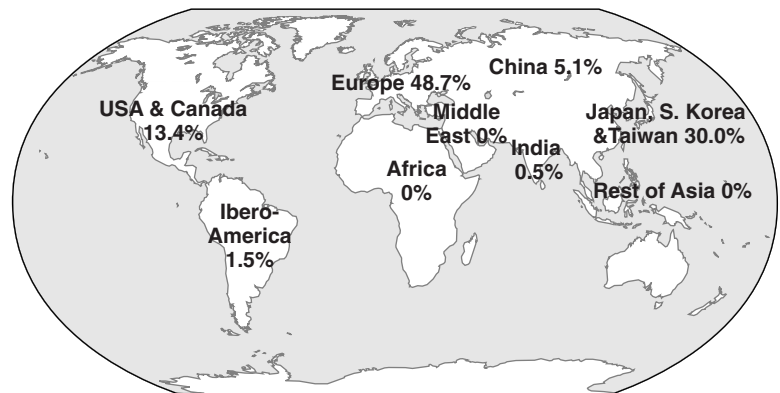 China 5.1%
Europe 48.7%
USA & Canada
13.4%
Middle
East 0%
Japan, S. Korea
&Taiwan 30.0%
India
0.5%
Africa
0%
Rest of Asia 0%
Ibero-
America
1.5%